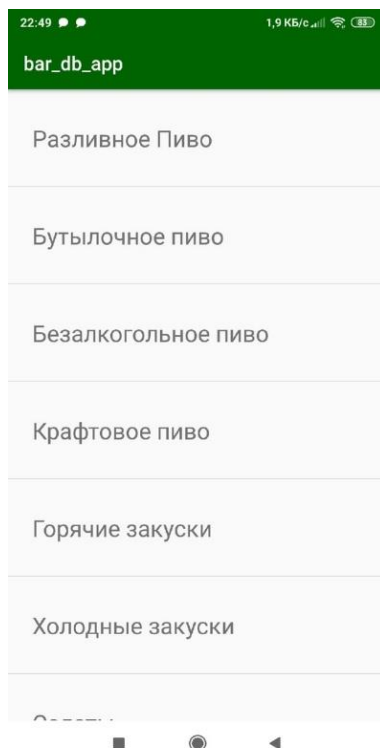 22:49 1,9 КБ/с 83
bar_db_app
Разливное Пиво
Бутылочное пиво
Безалкогольное пиво
Крафтовое пиво
Горячие закуски
Холодные закуски